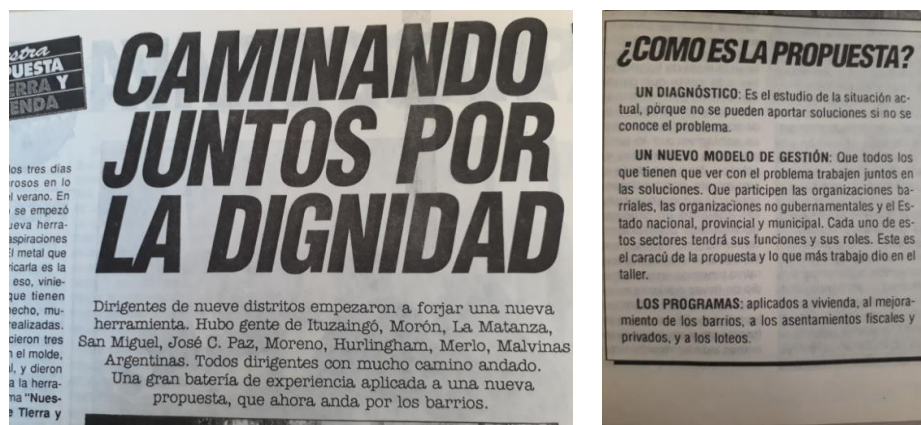 UESTA
Y
ENDA
los tres días
rosos en lo
l verano. En
se empezó
eva herra-
aspiraciones
l metal que
ricarla es la
eso, vinie-
que tienen
echo, mu-
realizadas.
cieron tres
n el molde,
l, y dieron
a la herra-
ma "Nues-
e Tierra y
CAMINANDO
JUNTOS POR
LA DIGNIDAD
Dirigentes de nueve distritos empezaron a forjar una nueva
herramienta. Hubo gente de Ituzaingó, Morón, La Matanza,
San Miguel, José C. Paz, Moreno, Hurlingham, Merlo, Malvinas
Argentinas. Todos dirigentes con mucho camino andado.
Una gran batería de experiencia aplicada a una nueva
propuesta, que ahora anda por los barrios.
¿COMO ES LA PROPUESTA?
UN DIAGNÓSTICO: Es el estudio de la situación ac-
tual, pórque no se pueden aportar soluciones si no se
conoce el problema.
UN NUEVO MODELO DE GESTIÓN: Que todos los
que tienen que ver con el problema trabajen juntos en
las soluciones. Que participen las organizaciones ba-
rriales, las organizaciones no gubernamentales y el Es-
tado nacional, provincial y municipal. Cada uno de es-
tos sectores tendrá sus funciones y sus roles. Este es
el caracú de la propuesta y lo que más trabajo dio en el
taller.
LOS PROGRAMAS: aplicados a vivienda, al mejora-
miento de los barrios, a los asentamientos fiscales y
privados, y a los loteos.